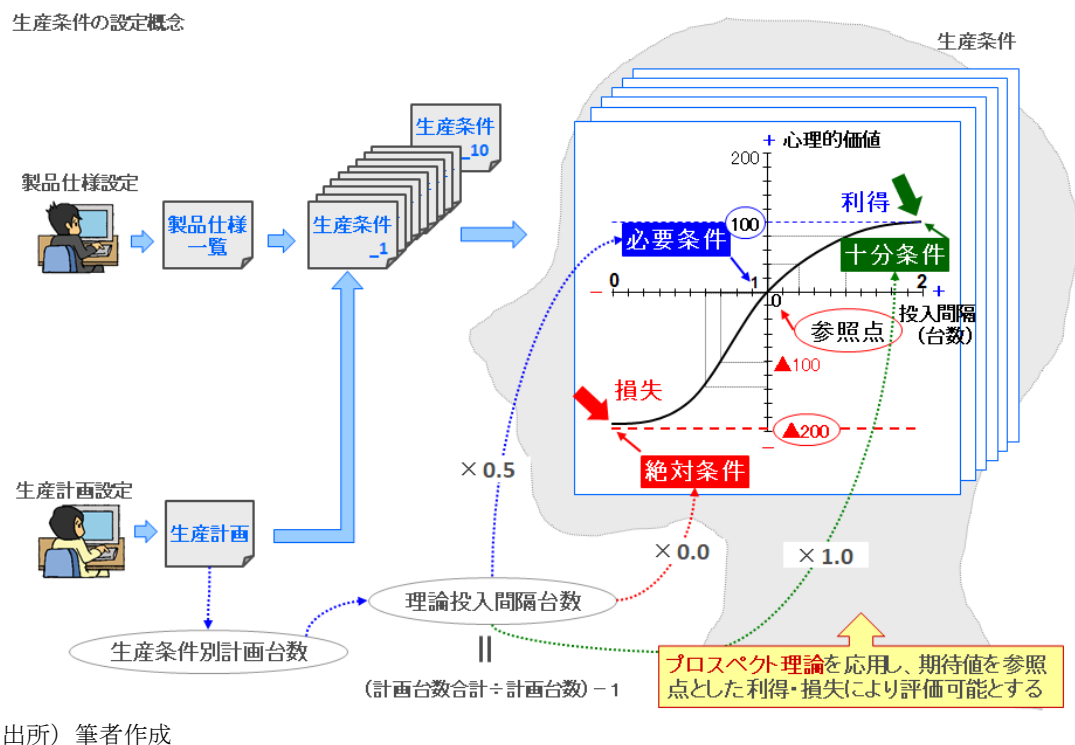 生産条件の設定概念
生産条件
製品仕様設定
製品仕様
一覧
生産条件
_10
生産条件
_1
+ 心理的価値
200
100
利得
必要条件
十分条件
0
1
2
－
+
0
投入間隔
（台数）
参照点
▲100
損失
▲200
－
絶対条件
× 0.5
× 0.0
× 1.0
生産計画設定
生産計画
理論投入間隔台数
生産条件別計画台数
||
（計画台数合計÷計画台数）－1
プロスペクト理論を応用し、期待値を参照
点とした利得・損失により評価可能とする
出所）筆者作成